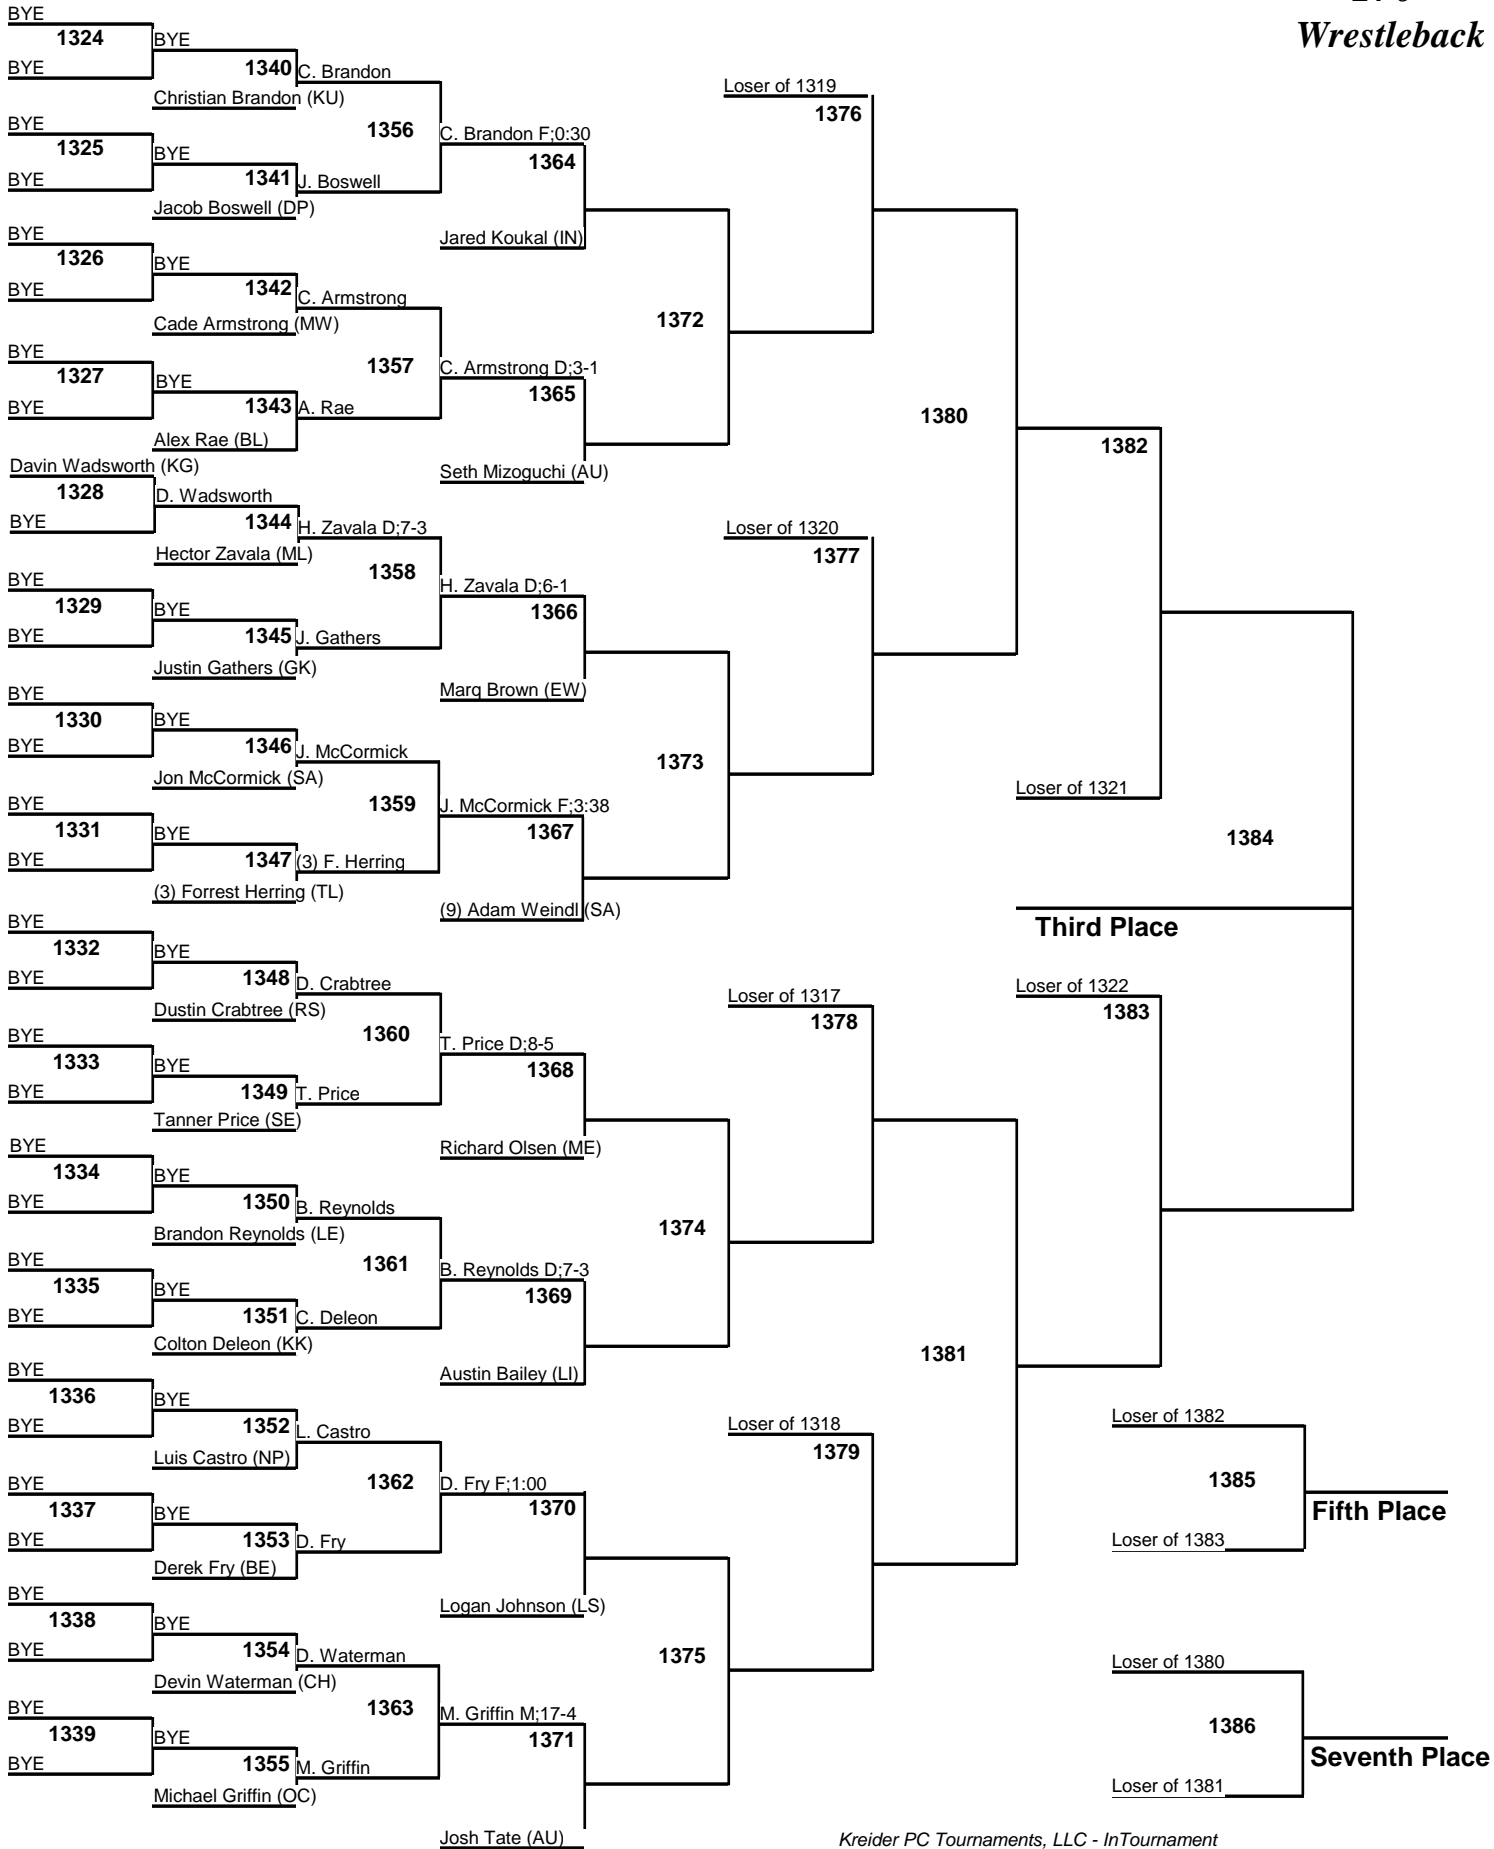 Wrestleback
BYE
1324
BYE
BYE
1340
C. Brandon
Christian Brandon (KU)
1356
BYE
1325
BYE
BYE
1341
J. Boswell
Jacob Boswell (DP)
C. Brandon F;0:30
1364
Jared Koukal (IN)
Loser of 1319
1376
BYE
1326
BYE
BYE
1342
C. Armstrong
Cade Armstrong (MW)
1357
BYE
1327
BYE
BYE
1343
A. Rae
Alex Rae (BL)
C. Armstrong D;3-1
1365
Seth Mizoguchi (AU)
1372
1380
1382
Davin Wadsworth (KG)
1328
BYE
D. Wadsworth
1344
H. Zavala D;7-3
Hector Zavala (ML)
1358
BYE
1329
BYE
BYE
1345
J. Gathers
Justin Gathers (GK)
H. Zavala D;6-1
1366
Marq Brown (EW)
Loser of 1320
1377
BYE
1330
BYE
BYE
1346
J. McCormick
Jon McCormick (SA)
1359
BYE
1331
BYE
BYE
1347
(3) F. Herring
(3) Forrest Herring (TL)
J. McCormick F;3:38
1367
(9) Adam Weindl (SA)
1373
Loser of 1321
1384
Third Place
BYE
1332
BYE
BYE
1348
D. Crabtree
Dustin Crabtree (RS)
1360
BYE
1333
BYE
BYE
1349
T. Price
Tanner Price (SE)
T. Price D;8-5
1368
Richard Olsen (ME)
Loser of 1317
1378
Loser of 1322
1383
BYE
1334
BYE
BYE
1350
B. Reynolds
Brandon Reynolds (LE)
1361
BYE
1335
BYE
BYE
1351
C. Deleon
Colton Deleon (KK)
B. Reynolds D;7-3
1369
Austin Bailey (LI)
1374
1381
BYE
1336
BYE
BYE
1352
L. Castro
Luis Castro (NP)
1362
BYE
1337
BYE
BYE
1353
D. Fry
Derek Fry (BE)
D. Fry F;1:00
1370
Logan Johnson (LS)
Loser of 1318
1379
Loser of 1382
1385
Fifth Place
Loser of 1383
BYE
1338
BYE
BYE
1354
D. Waterman
Devin Waterman (CH)
1363
BYE
1339
BYE
BYE
1355
M. Griffin
Michael Griffin (OC)
M. Griffin M;17-4
1371
Josh Tate (AU)
1375
Loser of 1380
1386
Seventh Place
Loser of 1381
Kreider PC Tournaments, LLC - InTournament